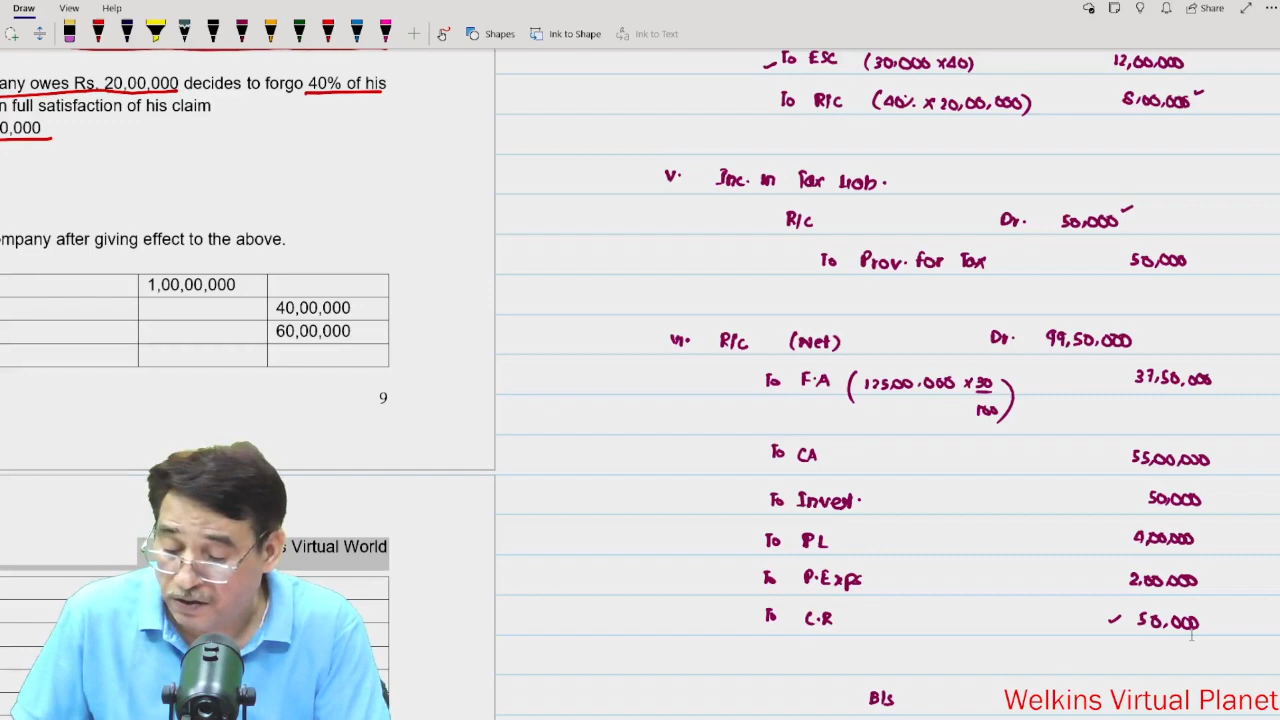 Draw View Help
Share
Shapes Ink to Shape Ink to Text
any owes Rs. 20,00,000 decides to forgo 40% of his
n full satisfaction of his claim
0,000
ompany after giving effect to the above.
1,00,00,000
40,00,000
60,00,000
9
s Virtual World
To ESC (30,000 x 40) 12,00,000
To R/c (40% x 20,00,000) 8,00,000
v. Inc. in Tax Liab.
R/c Dr. 50,000
To Prov. for Tax 50,000
vi. R/c (Net) Dr. 99,50,000
To F.A (125,00,000 x 30/100) 37,50,000
To CA 55,00,000
To Invest. 50,000
To PL 4,00,000
To P.Exps 2,00,000
To C.R 50,000
B/s
Welkins Virtual Planet